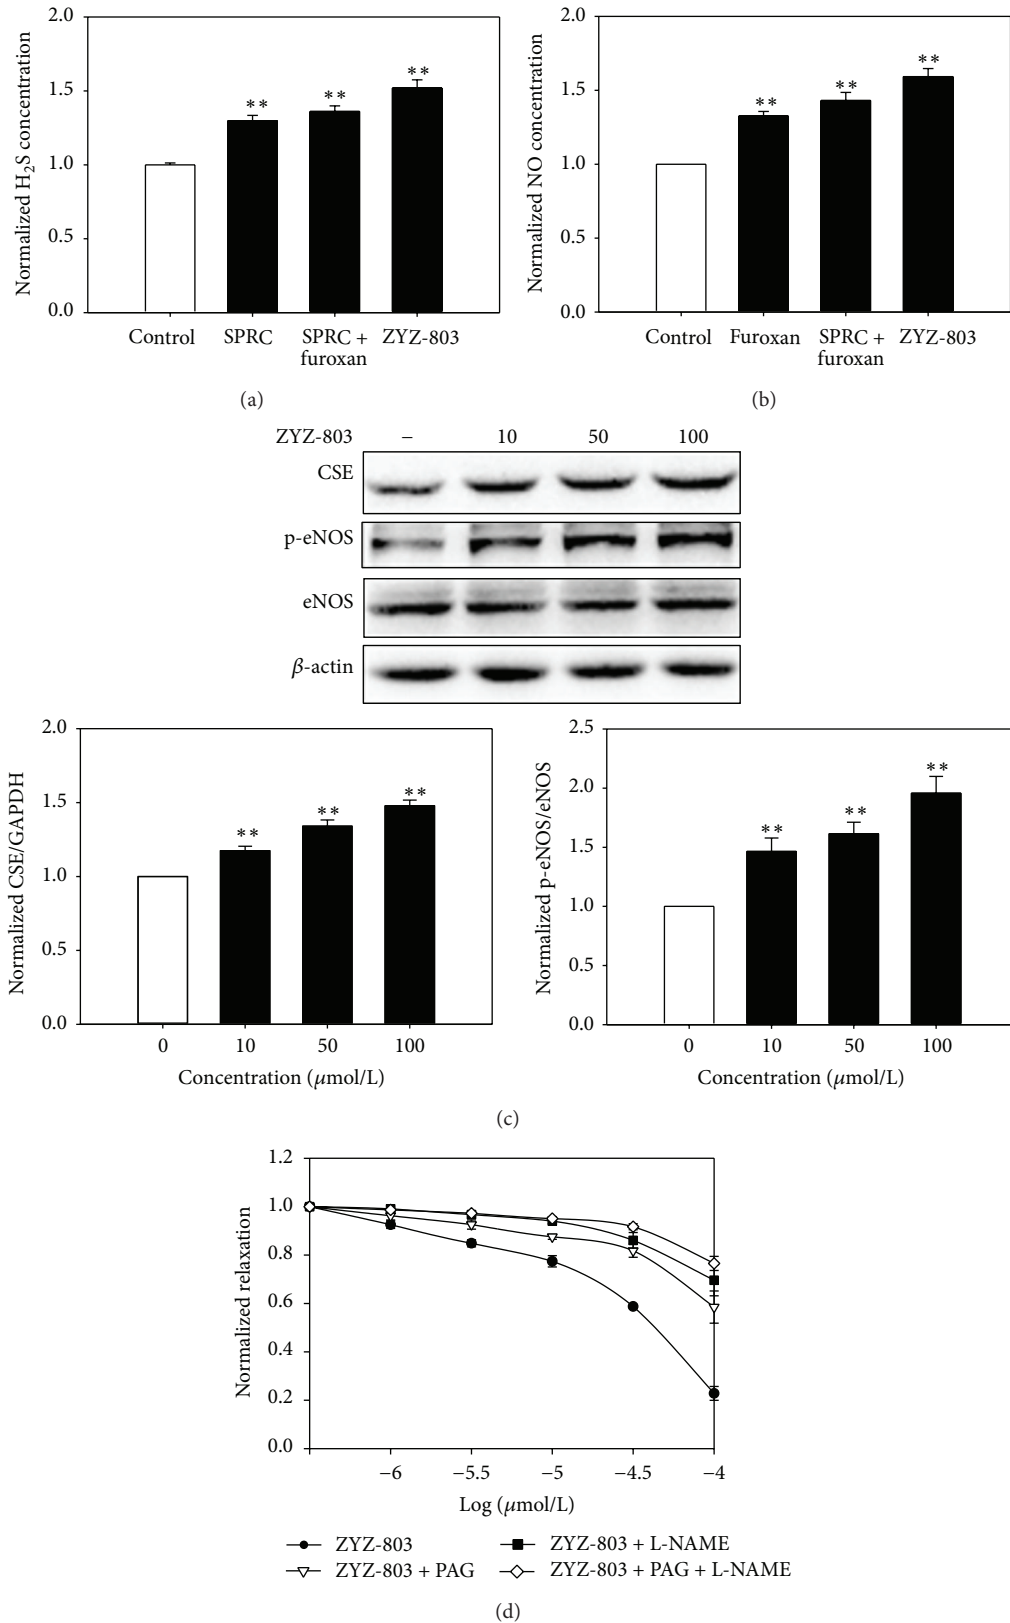 2.0
1.5
1.0
0.5
0.0
Normalized H₂S concentration
**
**
**
Control
SPRC
SPRC +
furoxan
ZYZ-803
(a)
2.0
1.5
1.0
0.5
0.0
Normalized NO concentration
**
**
**
Control
Furoxan
SPRC +
furoxan
ZYZ-803
(b)
ZYZ-803 – 10 50 100
CSE
p-eNOS
eNOS
β-actin
2.0
1.5
1.0
0.5
0.0
Normalized CSE/GAPDH
**
**
**
0 10 50 100
Concentration (μmol/L)
2.5
2.0
1.5
1.0
0.5
0.0
Normalized p-eNOS/eNOS
**
**
**
0 10 50 100
Concentration (μmol/L)
(c)
1.2
1.0
0.8
0.6
0.4
0.2
0.0
Normalized relaxation
−6 −5.5 −5 −4.5 −4
Log (μmol/L)
ZYZ-803
ZYZ-803 + PAG
ZYZ-803 + L-NAME
ZYZ-803 + PAG + L-NAME
(d)